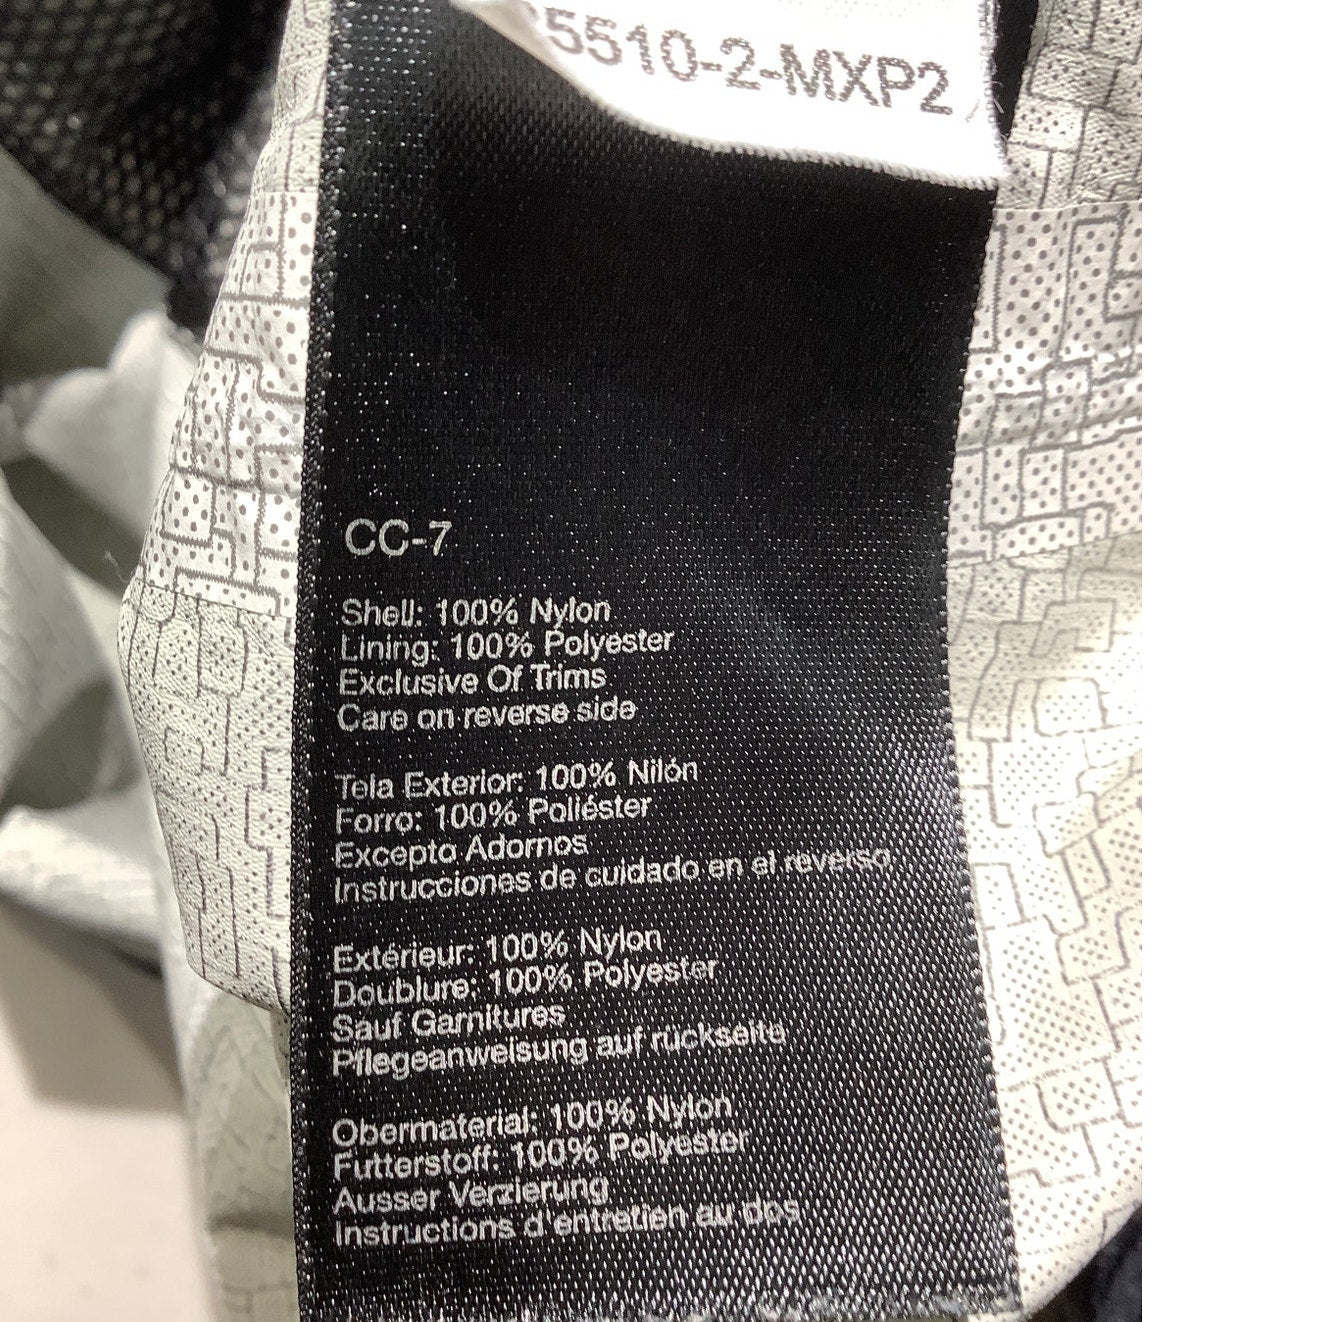 5510-2-MXP2
CC-7
Shell: 100% Nylon
Lining: 100% Polyester
Exclusive Of Trims
Care on reverse side
Tela Exterior: 100% Nilón
Forro: 100% Poliéster
Excepto Adornos
Instrucciones de cuidado en el reverso
Extérieur: 100% Nylon
Doublure: 100% Polyester
Sauf Garnitures
Pflegeanweisung auf ruckseite
Obermaterial: 100% Nylon
Futterstoff: 100% Polyester
Ausser Verzierung
Instructions d'entretien au dos